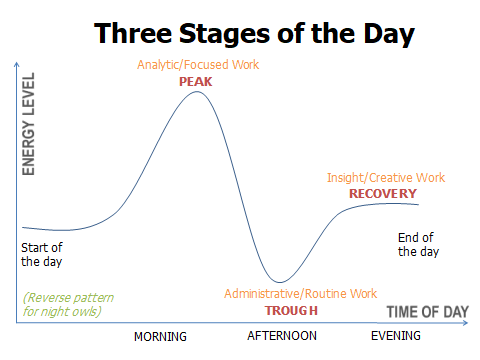 Three Stages of the Day
Analytic/Focused Work
PEAK
ENERGY LEVEL
Insight/Creative Work
RECOVERY
Start of
the day
End of
the day
Administrative/Routine Work
TROUGH
(Reverse pattern
for night owls)
TIME OF DAY
MORNING
AFTERNOON
EVENING